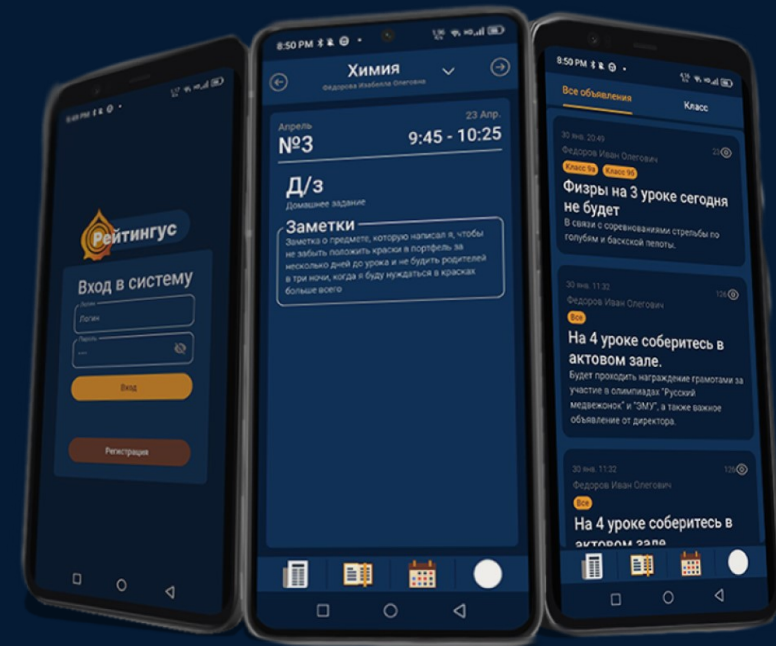 8:49 PM
Рейтингус
Вход в систему
Логин
Логин
Пароль
Вход
Регистрация
8:50 PM
Химия
Федорова Изабелла Олеговна
Апрель
23 Апр.
№3
9:45 - 10:25
Д/з
Домашнее задание
Заметки
Заметка о предмете, которую написал я, чтобы
не забыть положить краски в портфель за
несколько дней до урока и не будить родителей
в три ночи, когда я буду нуждаться в красках
больше всего
8:50 PM
Все объявления
Класс
30 янв. 20:49
23
Федоров Иван Олегович
Класс 9а Класс 9б
Физры на 3 уроке сегодня
не будет
В связи с соревнованиями стрельбы по
голубям и баскской пелоты.
30 янв. 11:32
126
Федоров Иван Олегович
Все
На 4 уроке соберитесь в
актовом зале.
Будет проходить награждение грамотами за
участие в олимпиадах "Русский
медвежонок" и "ЭМУ", а также важное
объявление от директора.
30 янв. 11:32
126
Федоров Иван Олегович
Все
На 4 уроке соберитесь в
актовом зале